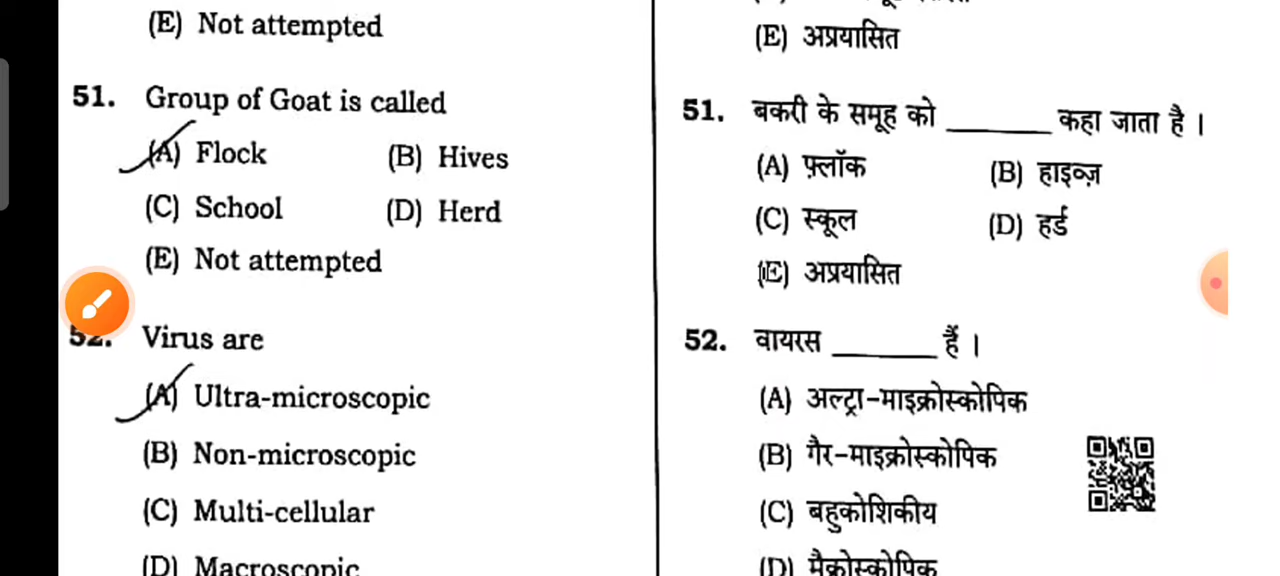 (E) Not attempted
51. Group of Goat is called
(A) Flock (B) Hives
(C) School (D) Herd
(E) Not attempted
52. Virus are
(A) Ultra-microscopic
(B) Non-microscopic
(C) Multi-cellular
(D) Macroscopic
(E) अप्रयासित
51. बकरी के समूह को ______ कहा जाता है ।
(A) फ़्लॉक (B) हाइव्ज़
(C) स्कूल (D) हर्ड
(E) अप्रयासित
52. वायरस ______ हैं ।
(A) अल्ट्रा-माइक्रोस्कोपिक
(B) गैर-माइक्रोस्कोपिक
(C) बहुकोशिकीय
(D) मैक्रोस्कोपिक